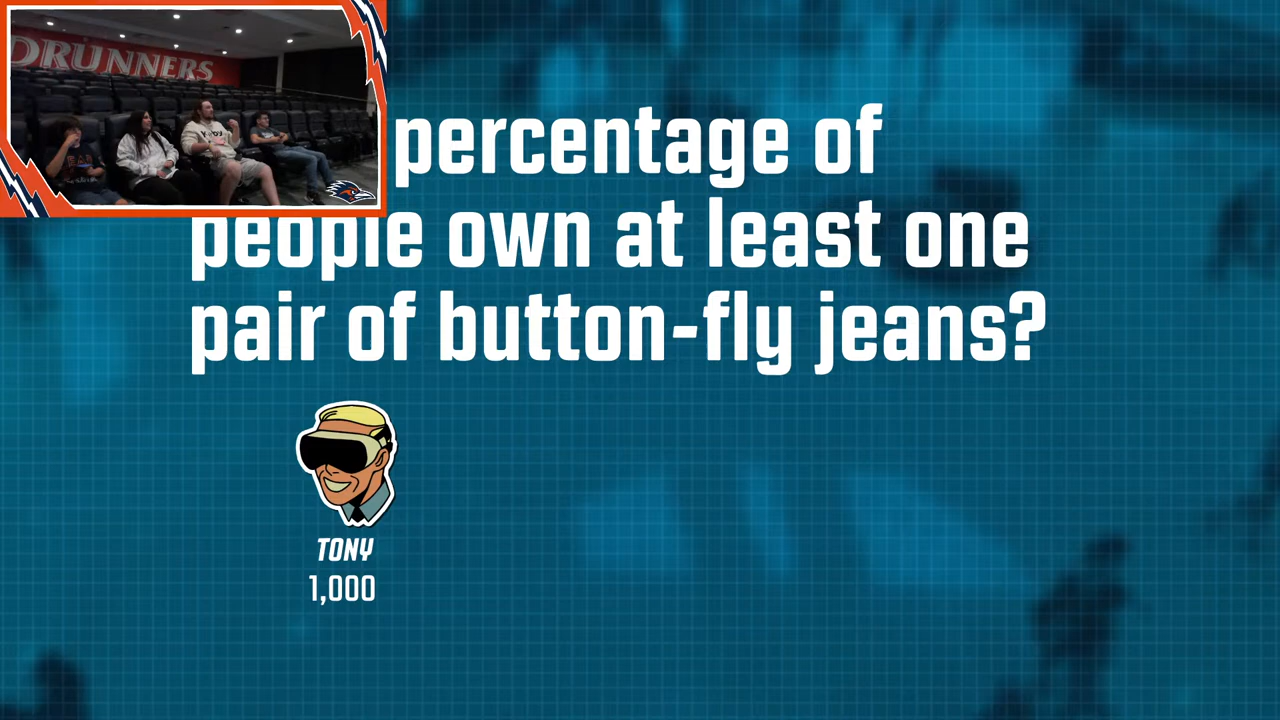 DRUNNERS
percentage of
people own at least one
pair of button-fly jeans?
TONY
1,000